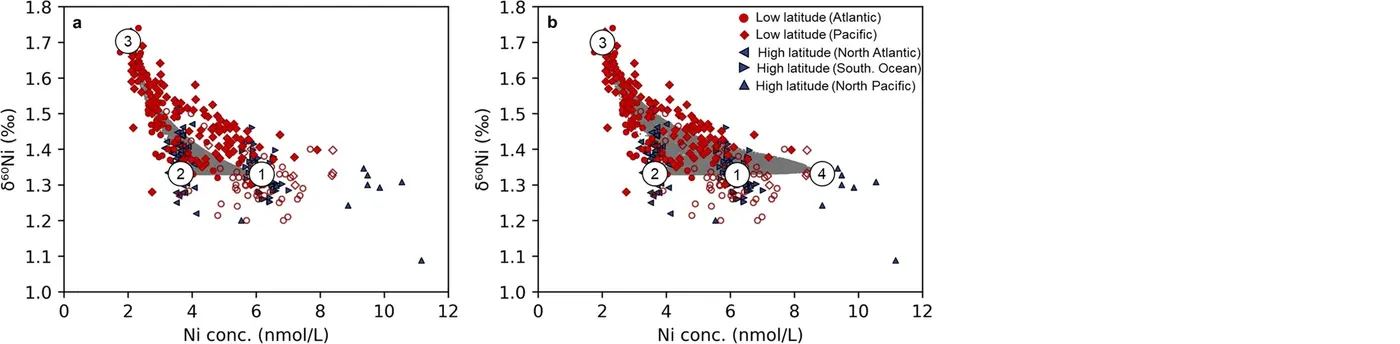 a
1.8
1.7
1.6
1.5
1.4
1.3
1.2
1.1
1.0
δ⁶⁰Ni (‰)
3
2
1
0 2 4 6 8 10 12
Ni conc. (nmol/L)
b
Low latitude (Atlantic)
Low latitude (Pacific)
High latitude (North Atlantic)
High latitude (South. Ocean)
High latitude (North Pacific)
1.8
1.7
1.6
1.5
1.4
1.3
1.2
1.1
1.0
δ⁶⁰Ni (‰)
3
2
1
4
0 2 4 6 8 10 12
Ni conc. (nmol/L)